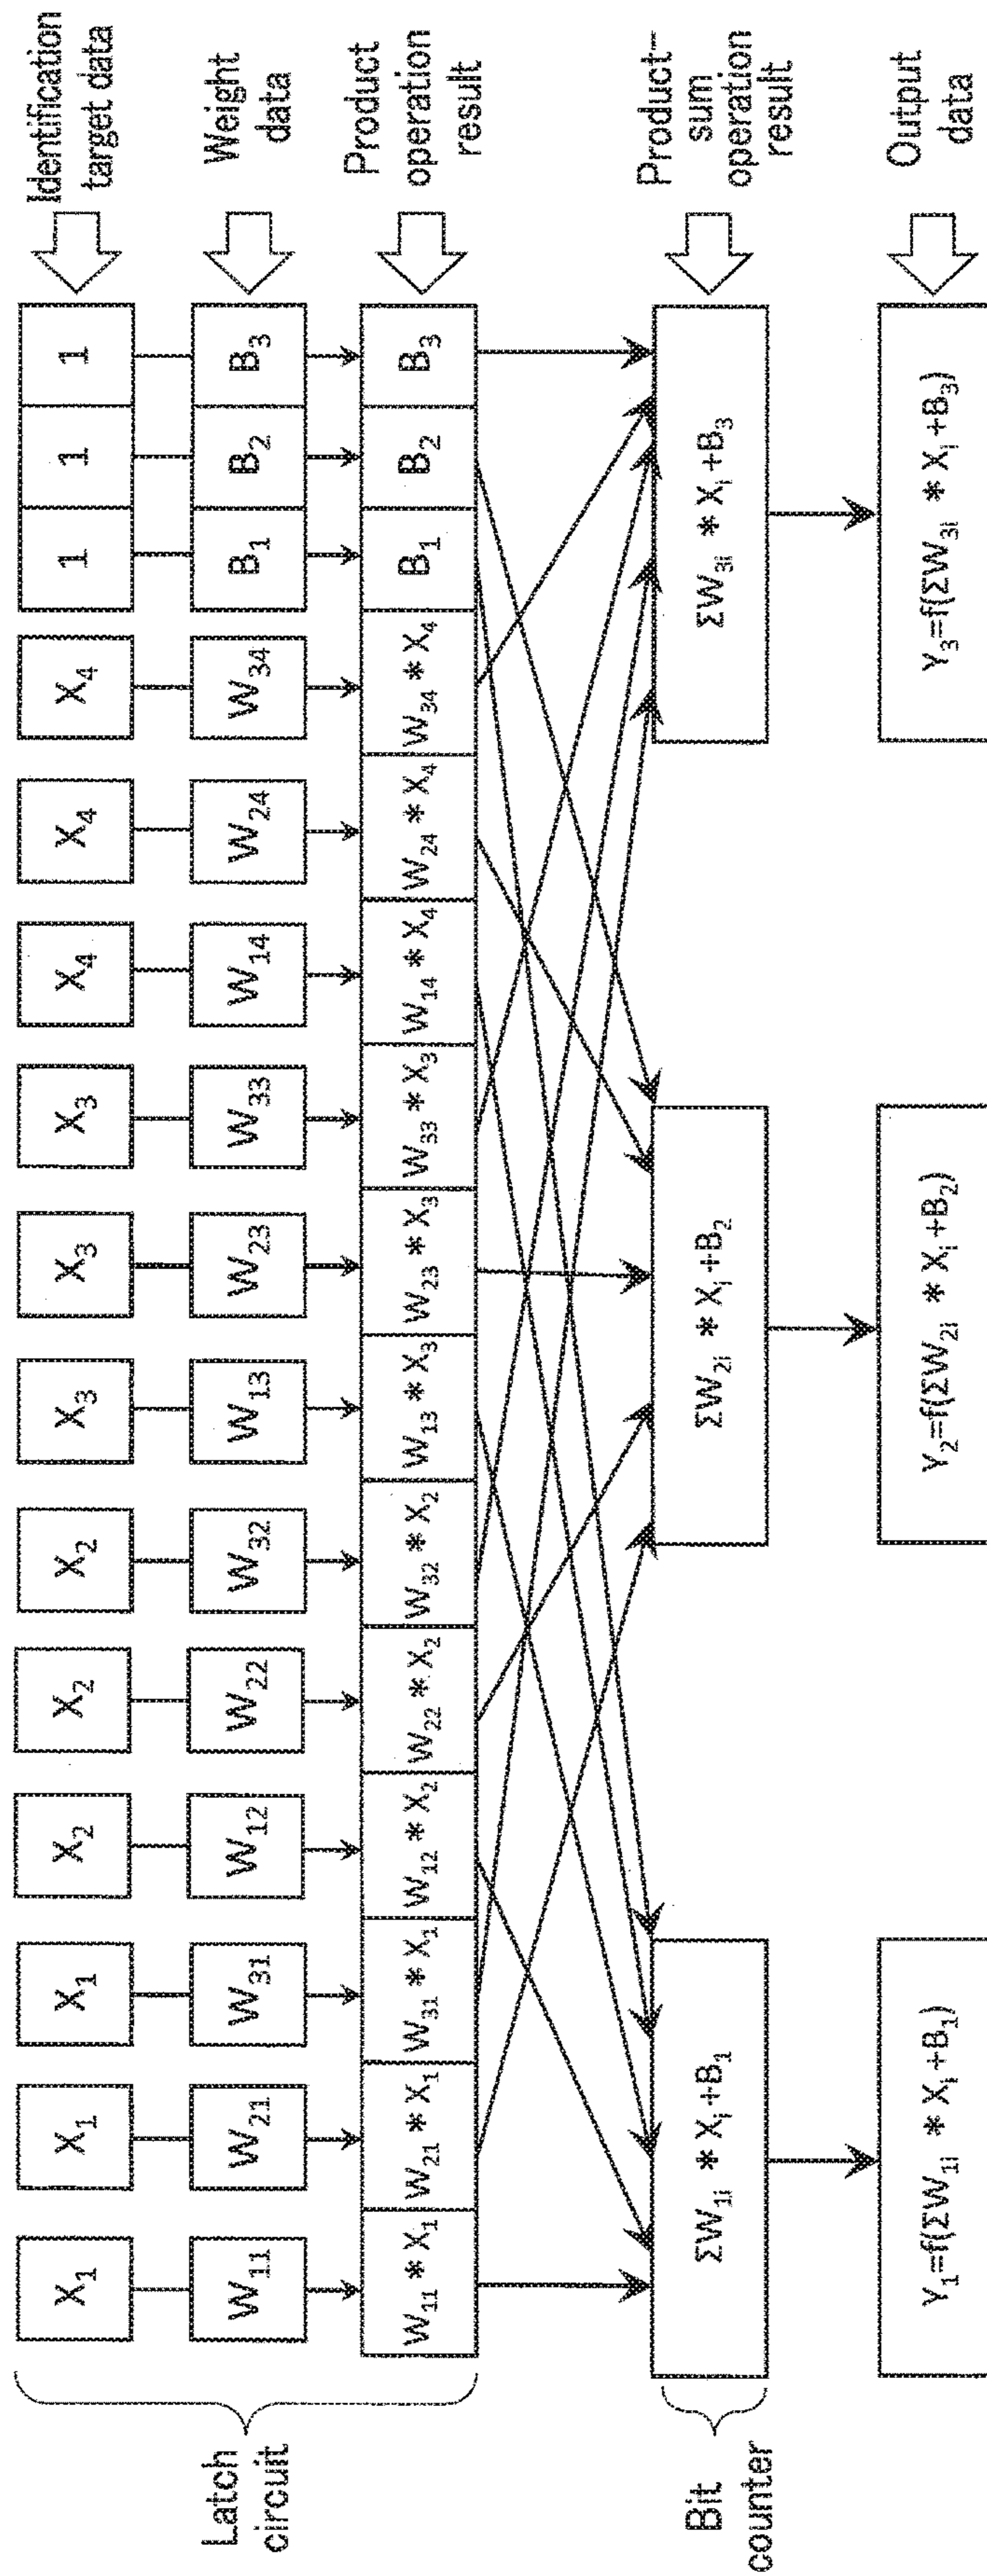 Latch
circuit
X₁ X₁ X₁ X₂ X₂ X₂ X₃ X₃ X₃ X₄ X₄ X₄ 1 1 1
Identification
target data
W₁₁ W₂₁ W₃₁ W₁₂ W₂₂ W₃₂ W₁₃ W₂₃ W₃₃ W₁₄ W₂₄ W₃₄ B₁ B₂ B₃
Weight
data
W₁₁ * X₁ W₂₁ * X₁ W₃₁ * X₁ W₁₂ * X₂ W₂₂ * X₂ W₃₂ * X₂ W₁₃ * X₃ W₂₃ * X₃ W₃₃ * X₃ W₁₄ * X₄ W₂₄ * X₄ W₃₄ * X₄ B₁ B₂ B₃
Product
operation
result
Bit
counter
ΣW₁ᵢ * Xᵢ +B₁ ΣW₂ᵢ * Xᵢ +B₂ ΣW₃ᵢ * Xᵢ +B₃
Product-
sum
operation
result
Y₁=f(ΣW₁ᵢ * Xᵢ +B₁) Y₂=f(ΣW₂ᵢ * Xᵢ +B₂) Y₃=f(ΣW₃ᵢ * Xᵢ +B₃)
Output
data